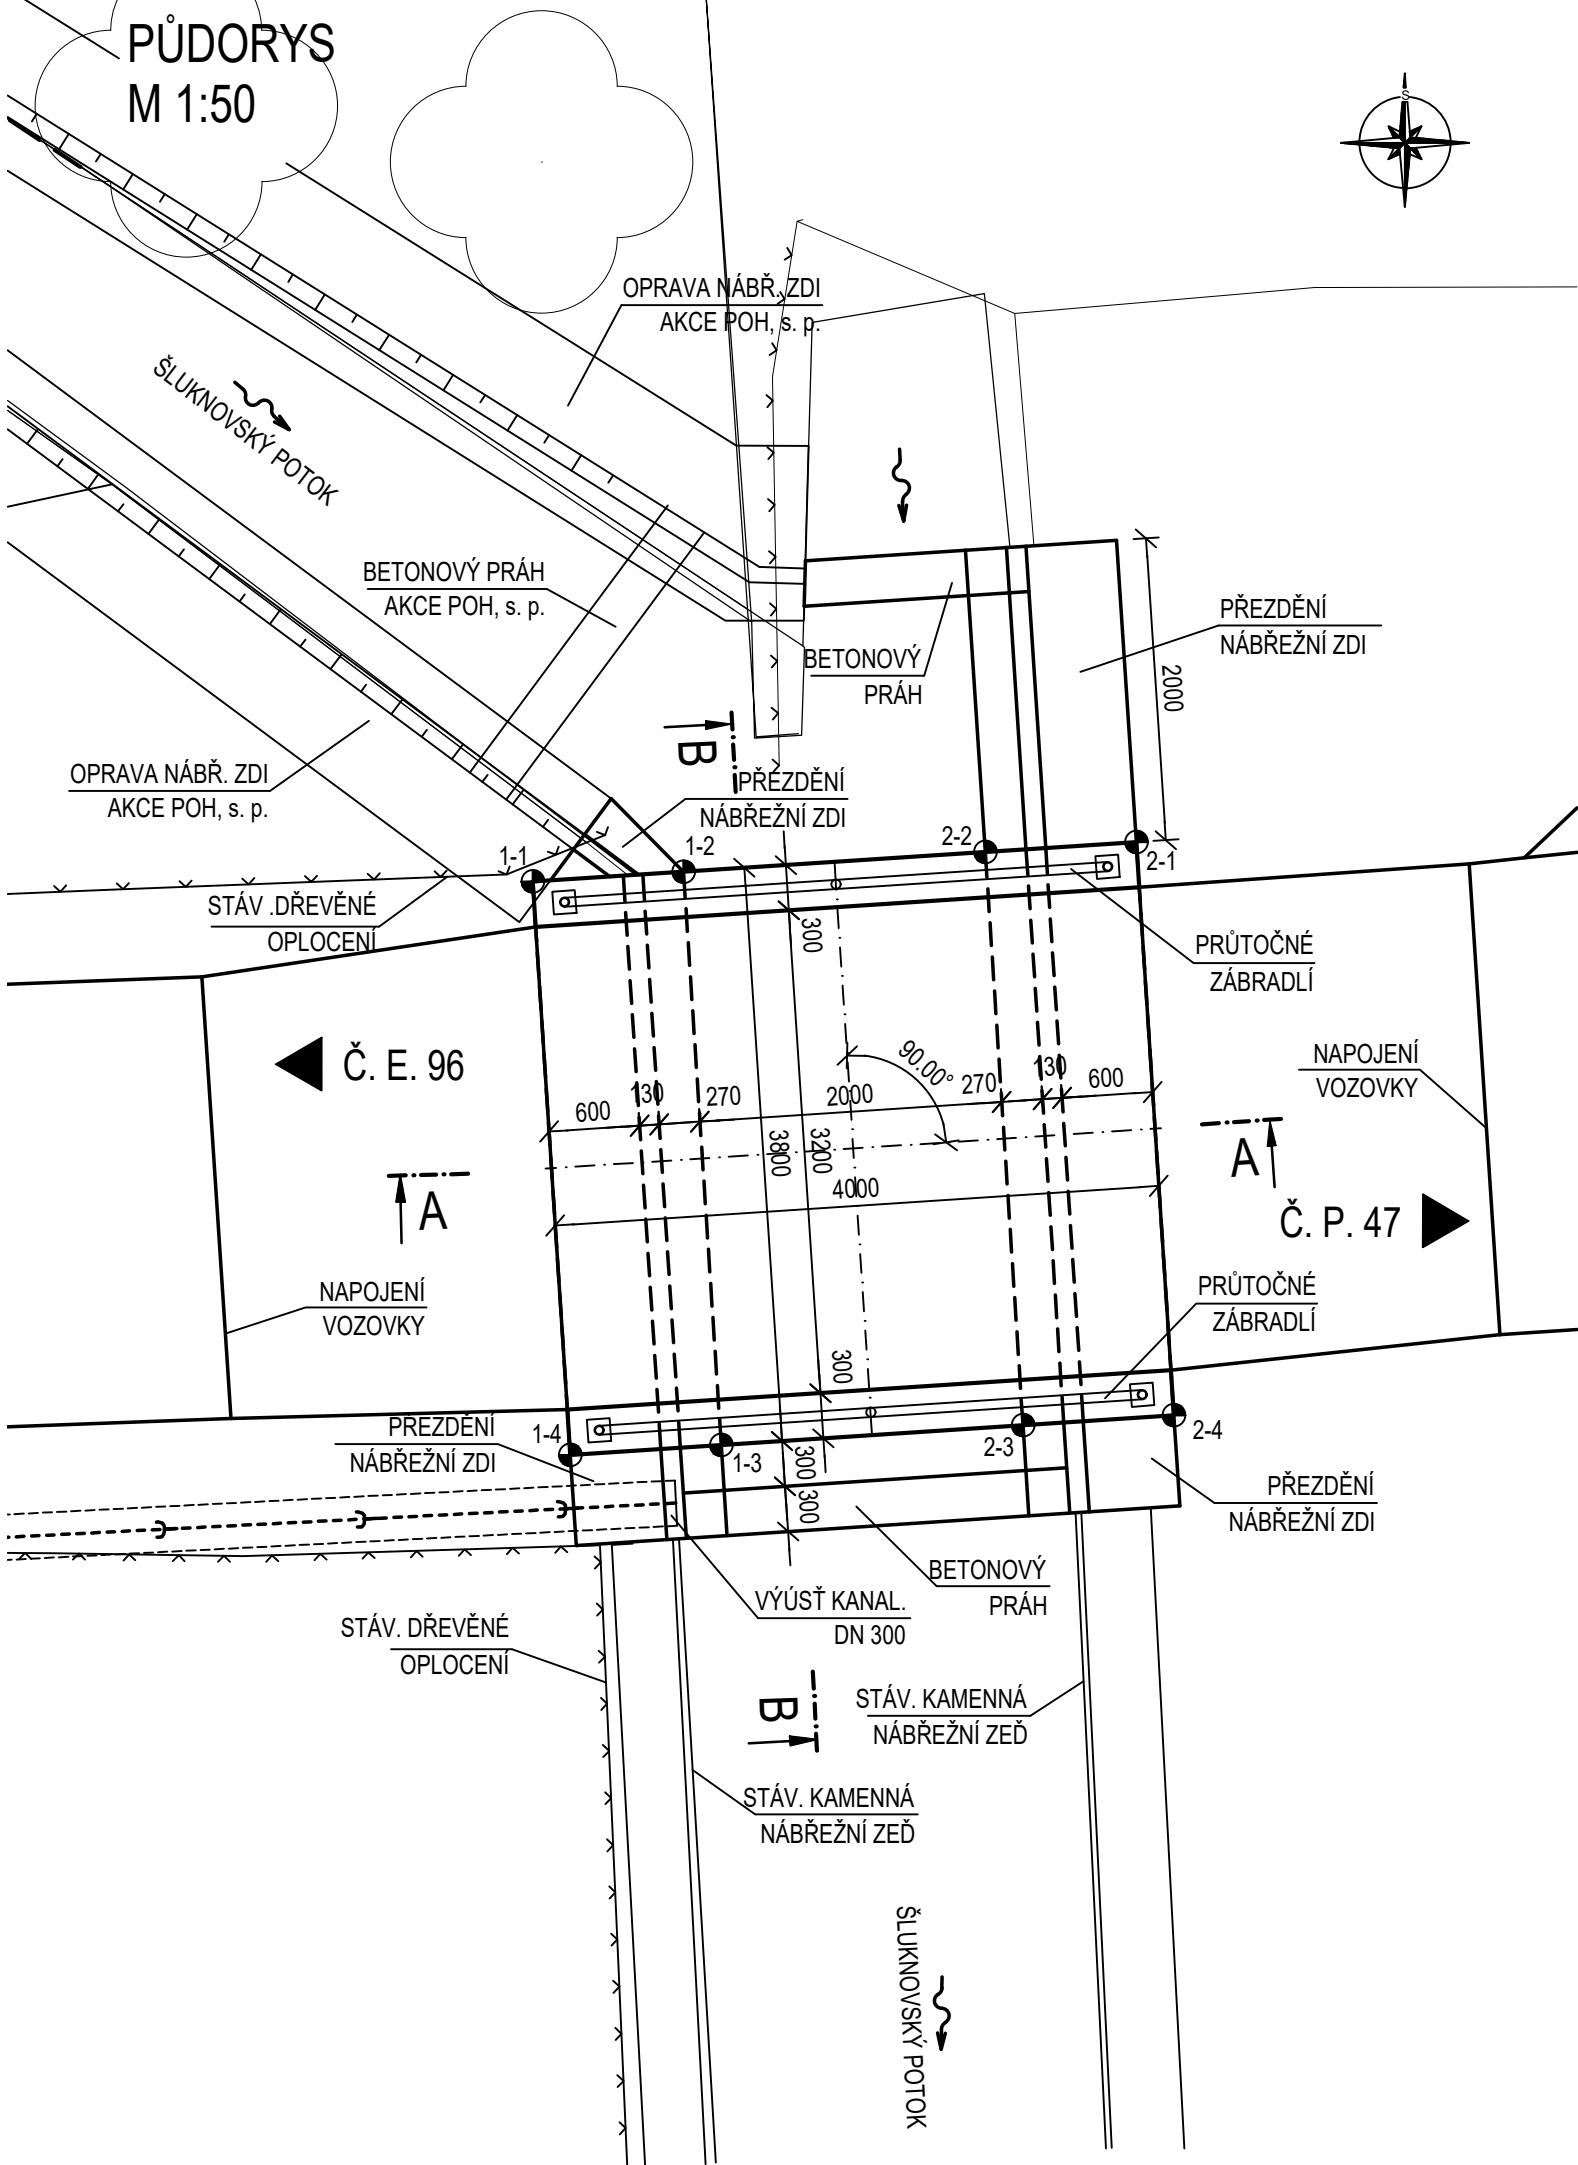 PŮDORYS
M 1:50
S
OPRAVA NÁBŘ. ZDI
AKCE POH, s. p.
ŠLUKNOVSKÝ POTOK
BETONOVÝ PRÁH
AKCE POH, s. p.
PŘEZDĚNÍ
NÁBŘEŽNÍ ZDI
BETONOVÝ
PRÁH
2000
B
OPRAVA NÁBŘ. ZDI
AKCE POH, s. p.
PŘEZDĚNÍ
NÁBŘEŽNÍ ZDI
1-1
1-2
2-2
2-1
STÁV .DŘEVĚNÉ
OPLOCENÍ
300
PRŮTOČNÉ
ZÁBRADLÍ
Č. E. 96
90.00°
NAPOJENÍ
VOZOVKY
600
130
270
2000
270
130
600
3800
3200
4000
A
A
Č. P. 47
NAPOJENÍ
VOZOVKY
PRŮTOČNÉ
ZÁBRADLÍ
300
PŘEZDĚNÍ
NÁBŘEŽNÍ ZDI
1-4
1-3
2-3
2-4
300
300
PŘEZDĚNÍ
NÁBŘEŽNÍ ZDI
BETONOVÝ
PRÁH
VÝÚSŤ KANAL.
DN 300
STÁV. DŘEVĚNÉ
OPLOCENÍ
B
STÁV. KAMENNÁ
NÁBŘEŽNÍ ZEĎ
STÁV. KAMENNÁ
NÁBŘEŽNÍ ZEĎ
ŠLUKNOVSKÝ POTOK